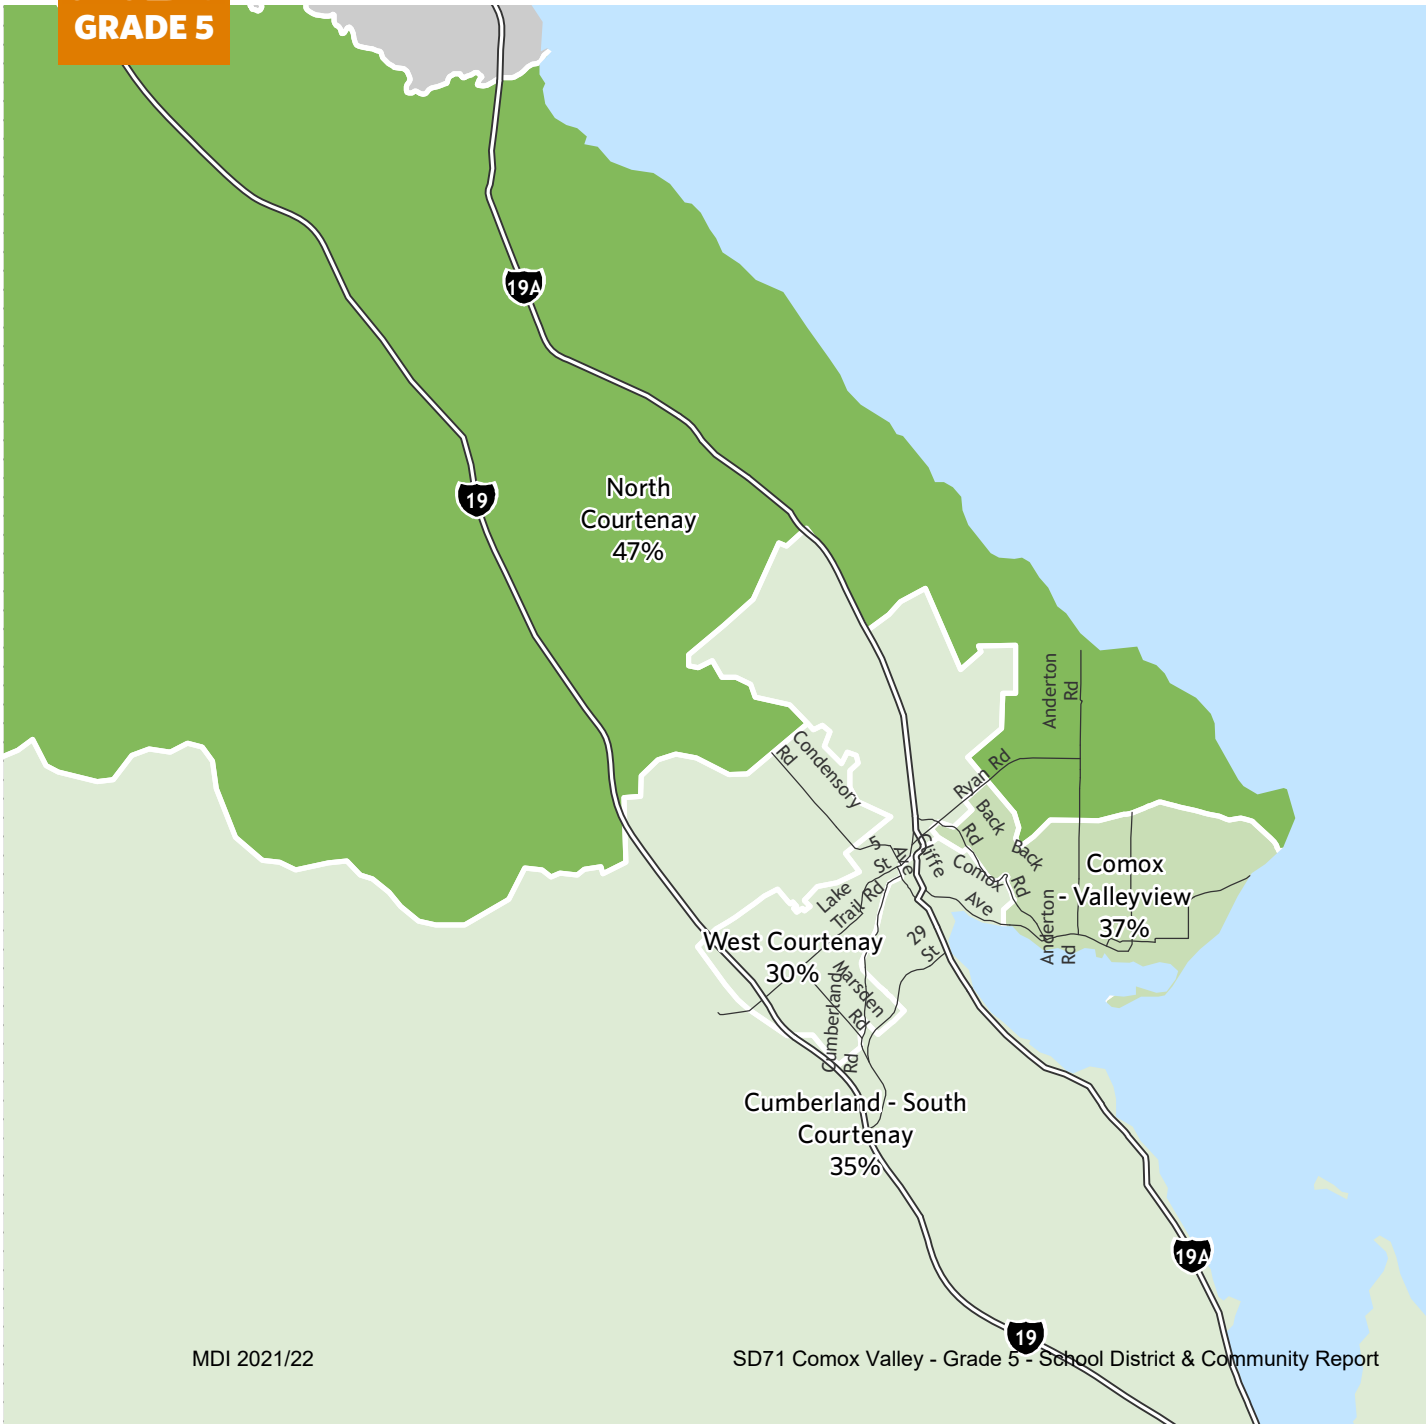 GRADE 5
19A
19
North
Courtenay
47%
Anderton
Rd
Condensory
Rd
Ryan Rd
Back
Rd
Back
Rd
5
St
Cliffe
Ave
Comox
Ave
Comox
- Valleyview
37%
Lake
Trail Rd
29
St
Anderton
Rd
West Courtenay
30%
Marsden
Rd
Cumberland
Rd
Cumberland - South
Courtenay
35%
19A
19
MDI 2021/22
SD71 Comox Valley - Grade 5 - School District & Community Report